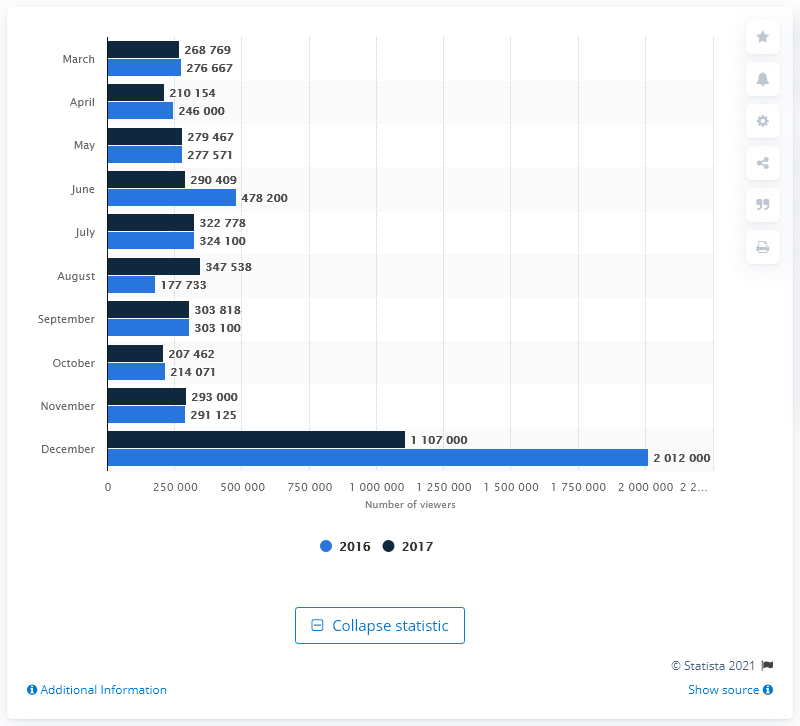 March
268 769
276 667
April
210 154
246 000
May
279 467
277 571
June
290 409
478 200
July
322 778
324 100
August
347 538
177 733
September
303 818
303 100
October
207 462
214 071
November
293 000
291 125
December
1 107 000
2 012 000
0 250 000 500 000 750 000 1 000 000 1 250 000 1 500 000 1 750 000 2 000 000 2 2...
Number of viewers
2016 2017
Collapse statistic
© Statista 2021
Additional Information
Show source